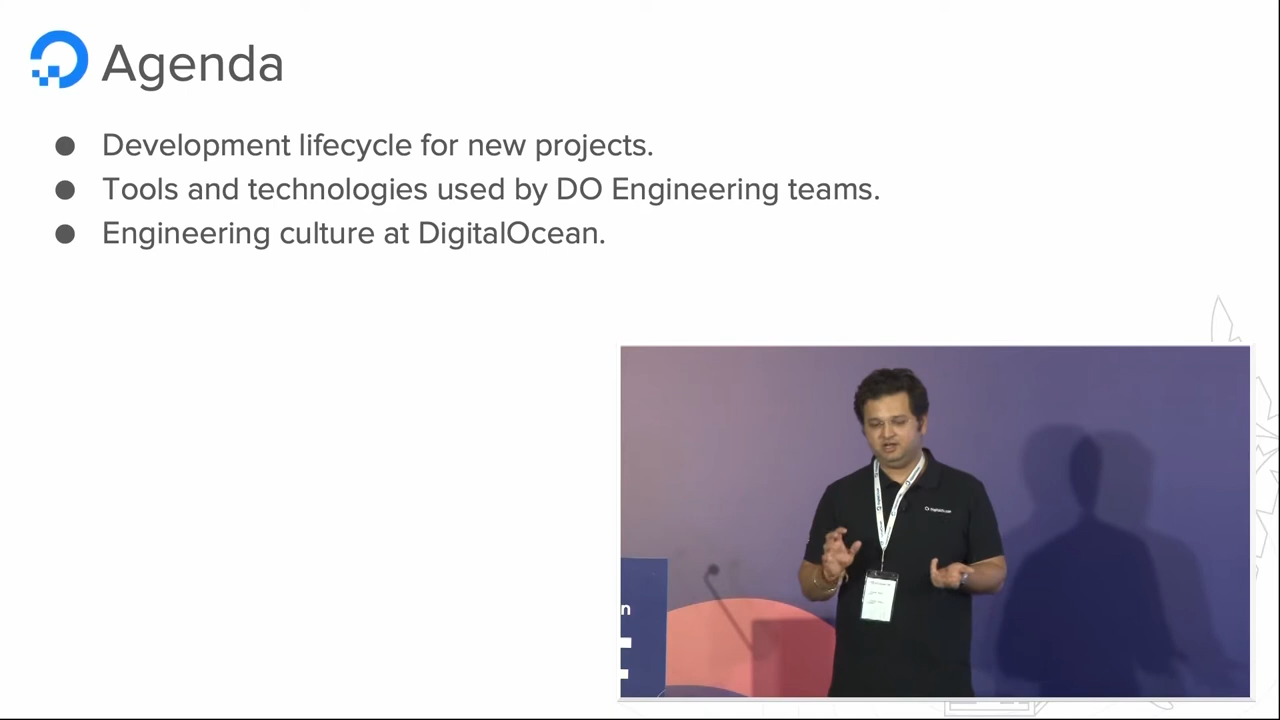 Agenda
● Development lifecycle for new projects.
● Tools and technologies used by DO Engineering teams.
● Engineering culture at DigitalOcean.
n